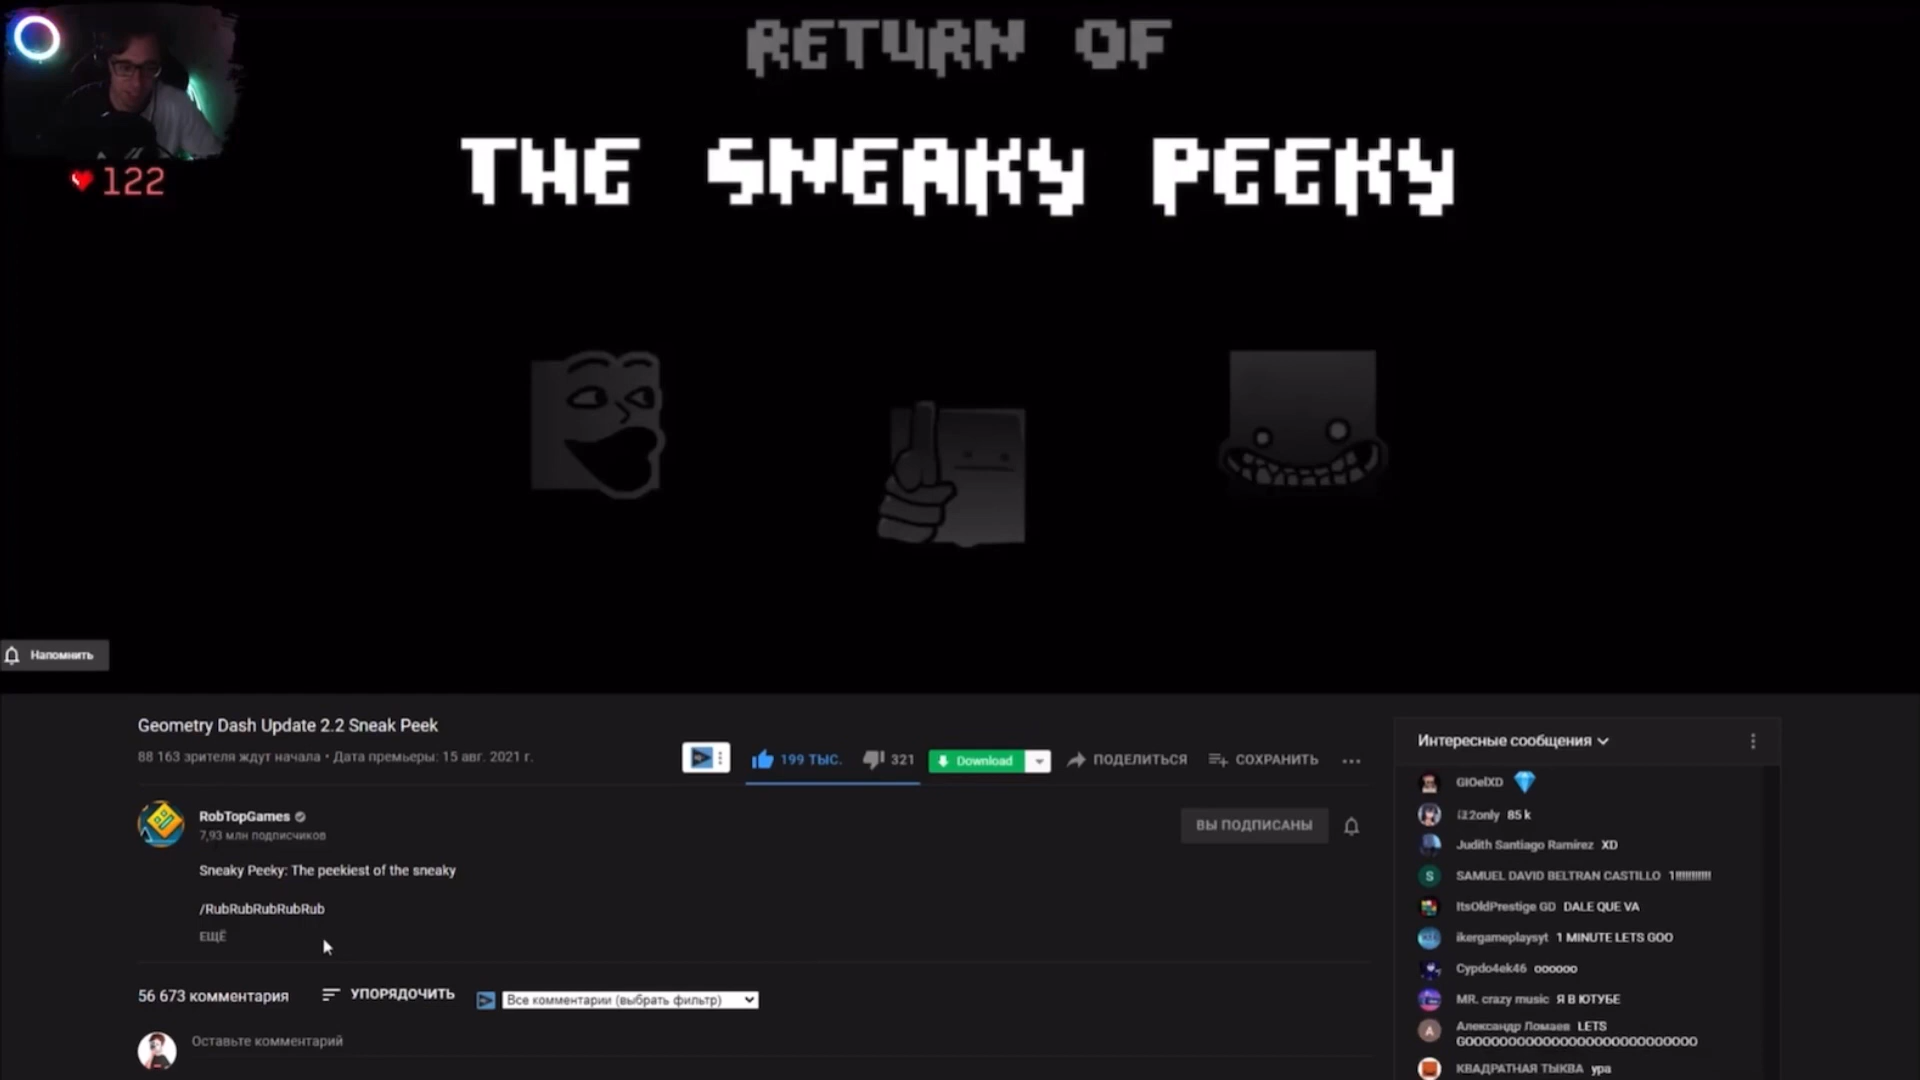 RETURN OF
THE SNEAKY PEEKY
122
Напомнить
Geometry Dash Update 2.2 Sneak Peek
88 163 зрителя ждут начала • Дата премьеры: 15 авг. 2021 г.
199 ТЫС.
321
Download
ПОДЕЛИТЬСЯ
СОХРАНИТЬ
RobTopGames
7,93 млн подписчиков
ВЫ ПОДПИСАНЫ
Sneaky Peeky: The peekiest of the sneaky
/RubRubRubRubRub
ЕЩЁ
56 673 комментария
УПОРЯДОЧИТЬ
Все комментарии (выбрать фильтр)
Оставьте комментарий
Интересные сообщения
GIOelXD
85 k
Judith Santiago Ramirez XD
S SAMUEL DAVID BELTRAN CASTILLO
ItsOldPrestige GD DALE QUE VA
ikergameplaysyt 1 MINUTE LETS GOO
Cypdo4ek46 oooooo
MR. crazy music Я В ЮТУБЕ
А Александр Ломаев LETS
GOOOOOOOOOOOOOOOOOOOOOOOOOOOO
КВАДРАТНАЯ ТЫКВА ура